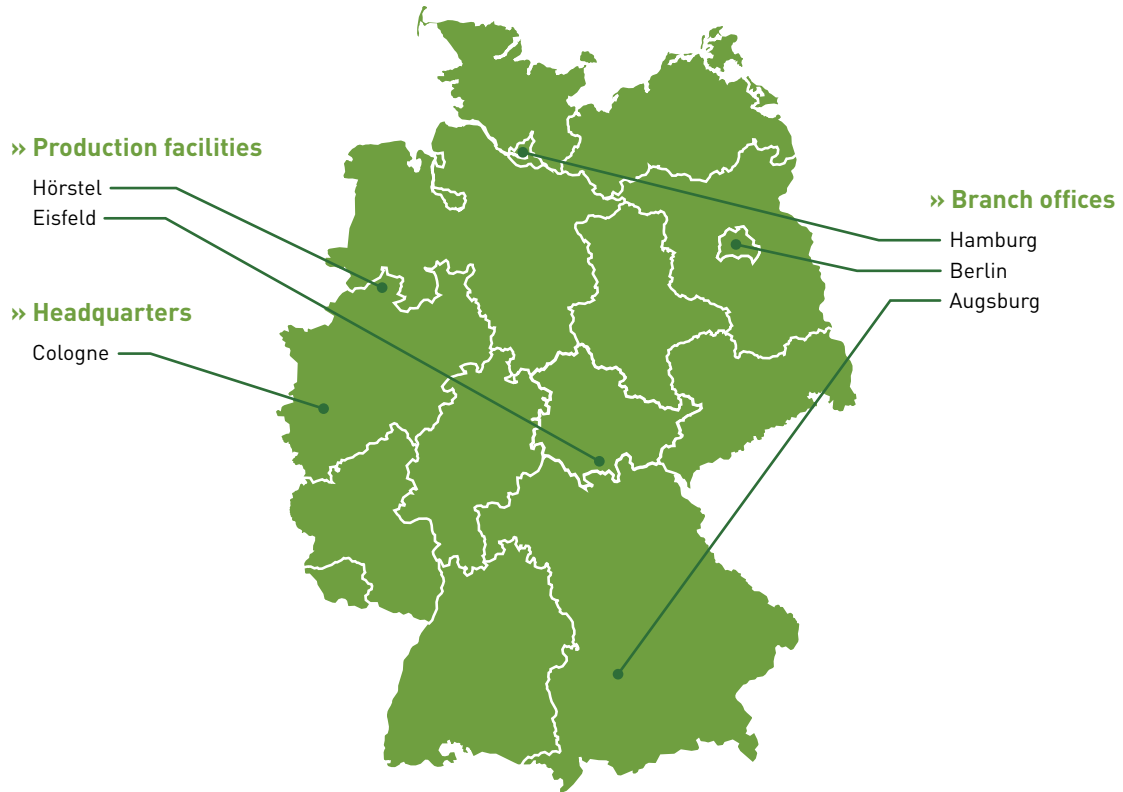 ›› Production facilities
Hörstel
Eisfeld
›› Headquarters
Cologne
›› Branch offices
Hamburg
Berlin
Augsburg